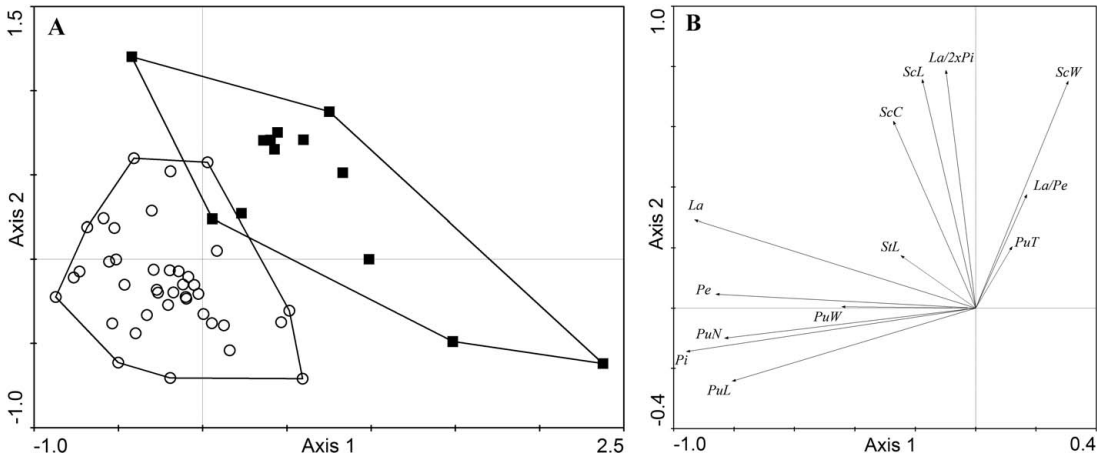 A
1.5
Axis 2
-1.0
-1.0
Axis 1
2.5
B
1.0
Axis 2
-0.4
-1.0
Axis 1
0.4
La/2xPi
ScL
ScW
ScC
La/Pe
La
PuT
StL
Pe
PuW
PuN
Pi
PuL